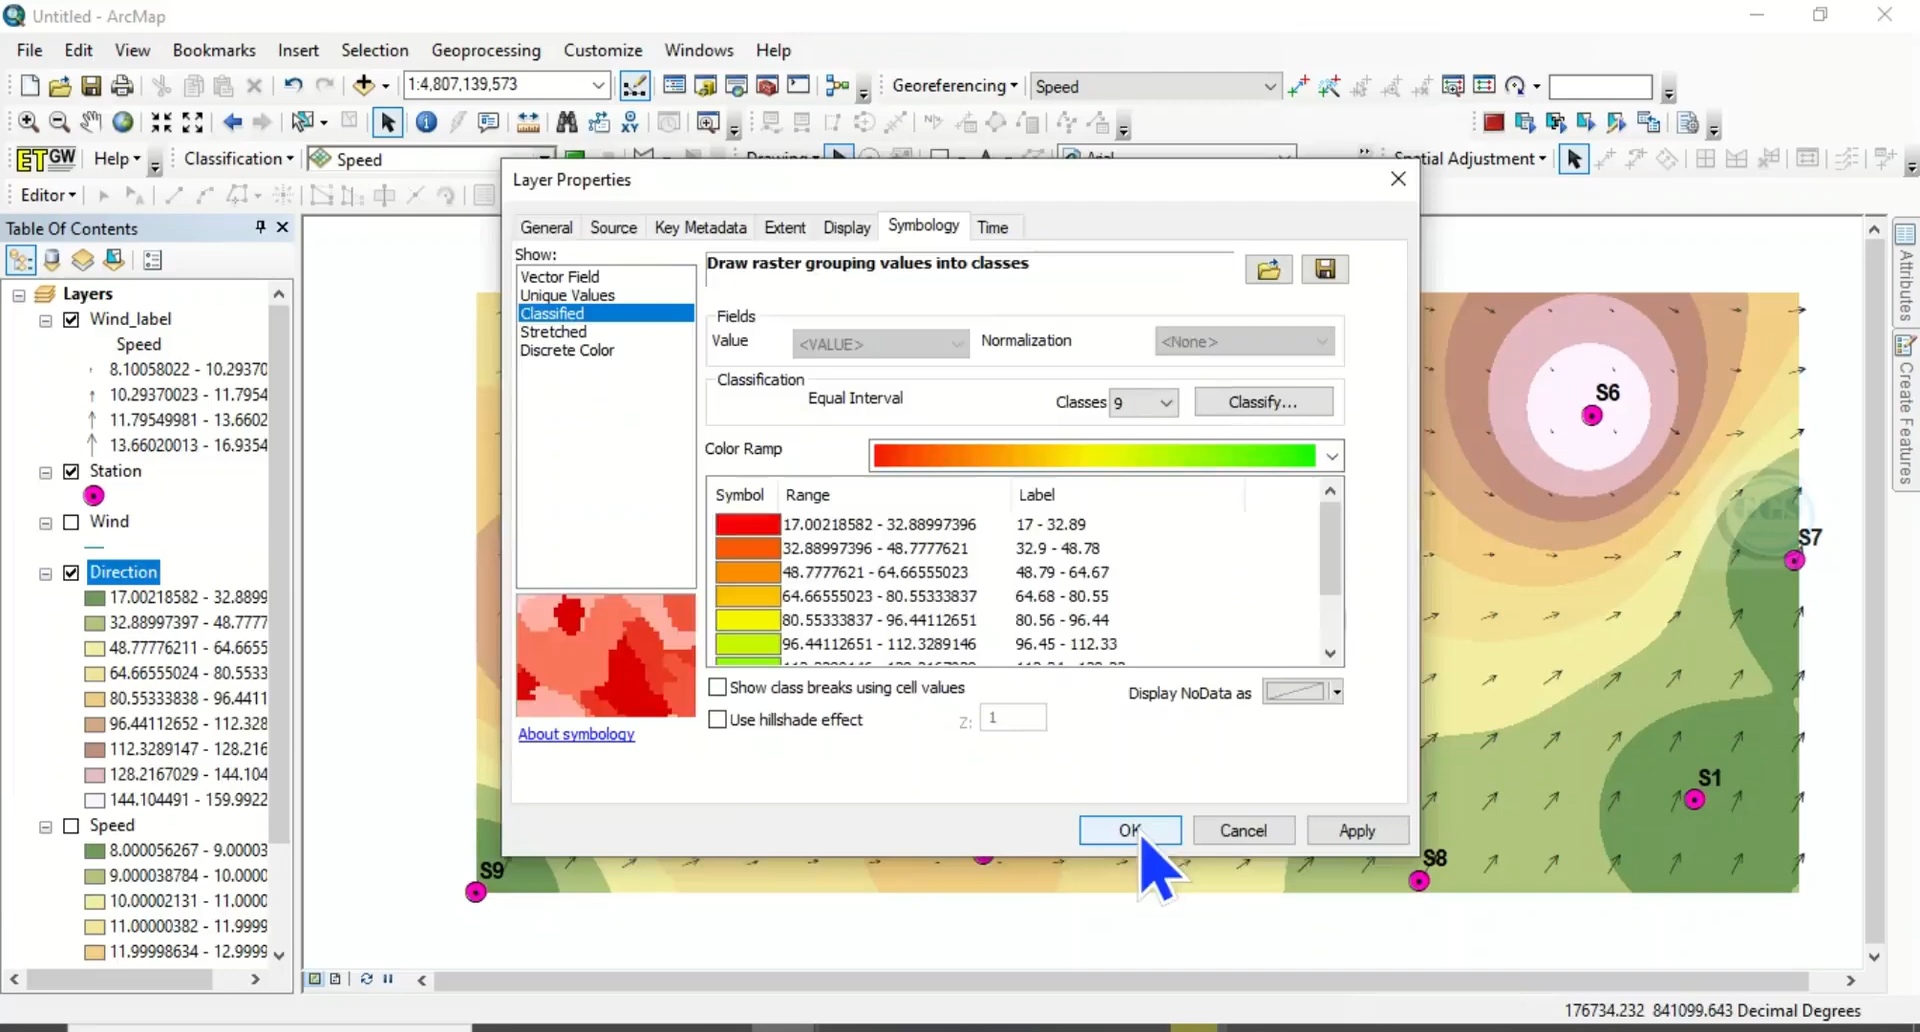 Untitled - ArcMap
File Edit View Bookmarks Insert Selection Geoprocessing Customize Windows Help
1:4,807,139,573 Georeferencing Speed
ETGW Help Classification Speed Spatial Adjustment
Editor
Table Of Contents
Layers
Wind_label
Speed
8.10058022 - 10.29370
10.29370023 - 11.7954
11.79549981 - 13.6602
13.66020013 - 16.9354
Station
Wind
Direction
17.00218582 - 32.8899
32.88997397 - 48.7777
48.77776211 - 64.6655
64.66555024 - 80.5533
80.55333838 - 96.4411
96.44112652 - 112.328
112.3289147 - 128.216
128.2167029 - 144.104
144.104491 - 159.9922
Speed
8.000056267 - 9.00003
9.000038784 - 10.0000
10.00002131 - 11.0000
11.00000382 - 11.9999
11.99998634 - 12.9999
Layer Properties
General Source Key Metadata Extent Display Symbology Time
Show:
Vector Field
Unique Values
Classified
Stretched
Discrete Color
About symbology
Draw raster grouping values into classes
Fields
Value <VALUE> Normalization <None>
Classification
Equal Interval Classes 9 Classify...
Color Ramp
Symbol Range Label
17.00218582 - 32.88997396 17 - 32.89
32.88997396 - 48.7777621 32.9 - 48.78
48.7777621 - 64.66555023 48.79 - 64.67
64.66555023 - 80.55333837 64.68 - 80.55
80.55333837 - 96.44112651 80.56 - 96.44
96.44112651 - 112.3289146 96.45 - 112.33
Show class breaks using cell values Display NoData as
Use hillshade effect Z: 1
OK Cancel Apply
S6
S7
S1
S8
S9
Attributes
Create Features
176734.232 841099.643 Decimal Degrees